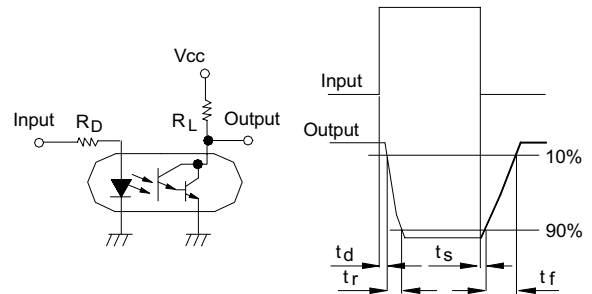 Vcc
Input
RD
RL
Output
Input
Output
10%
90%
td
ts
tr
tf